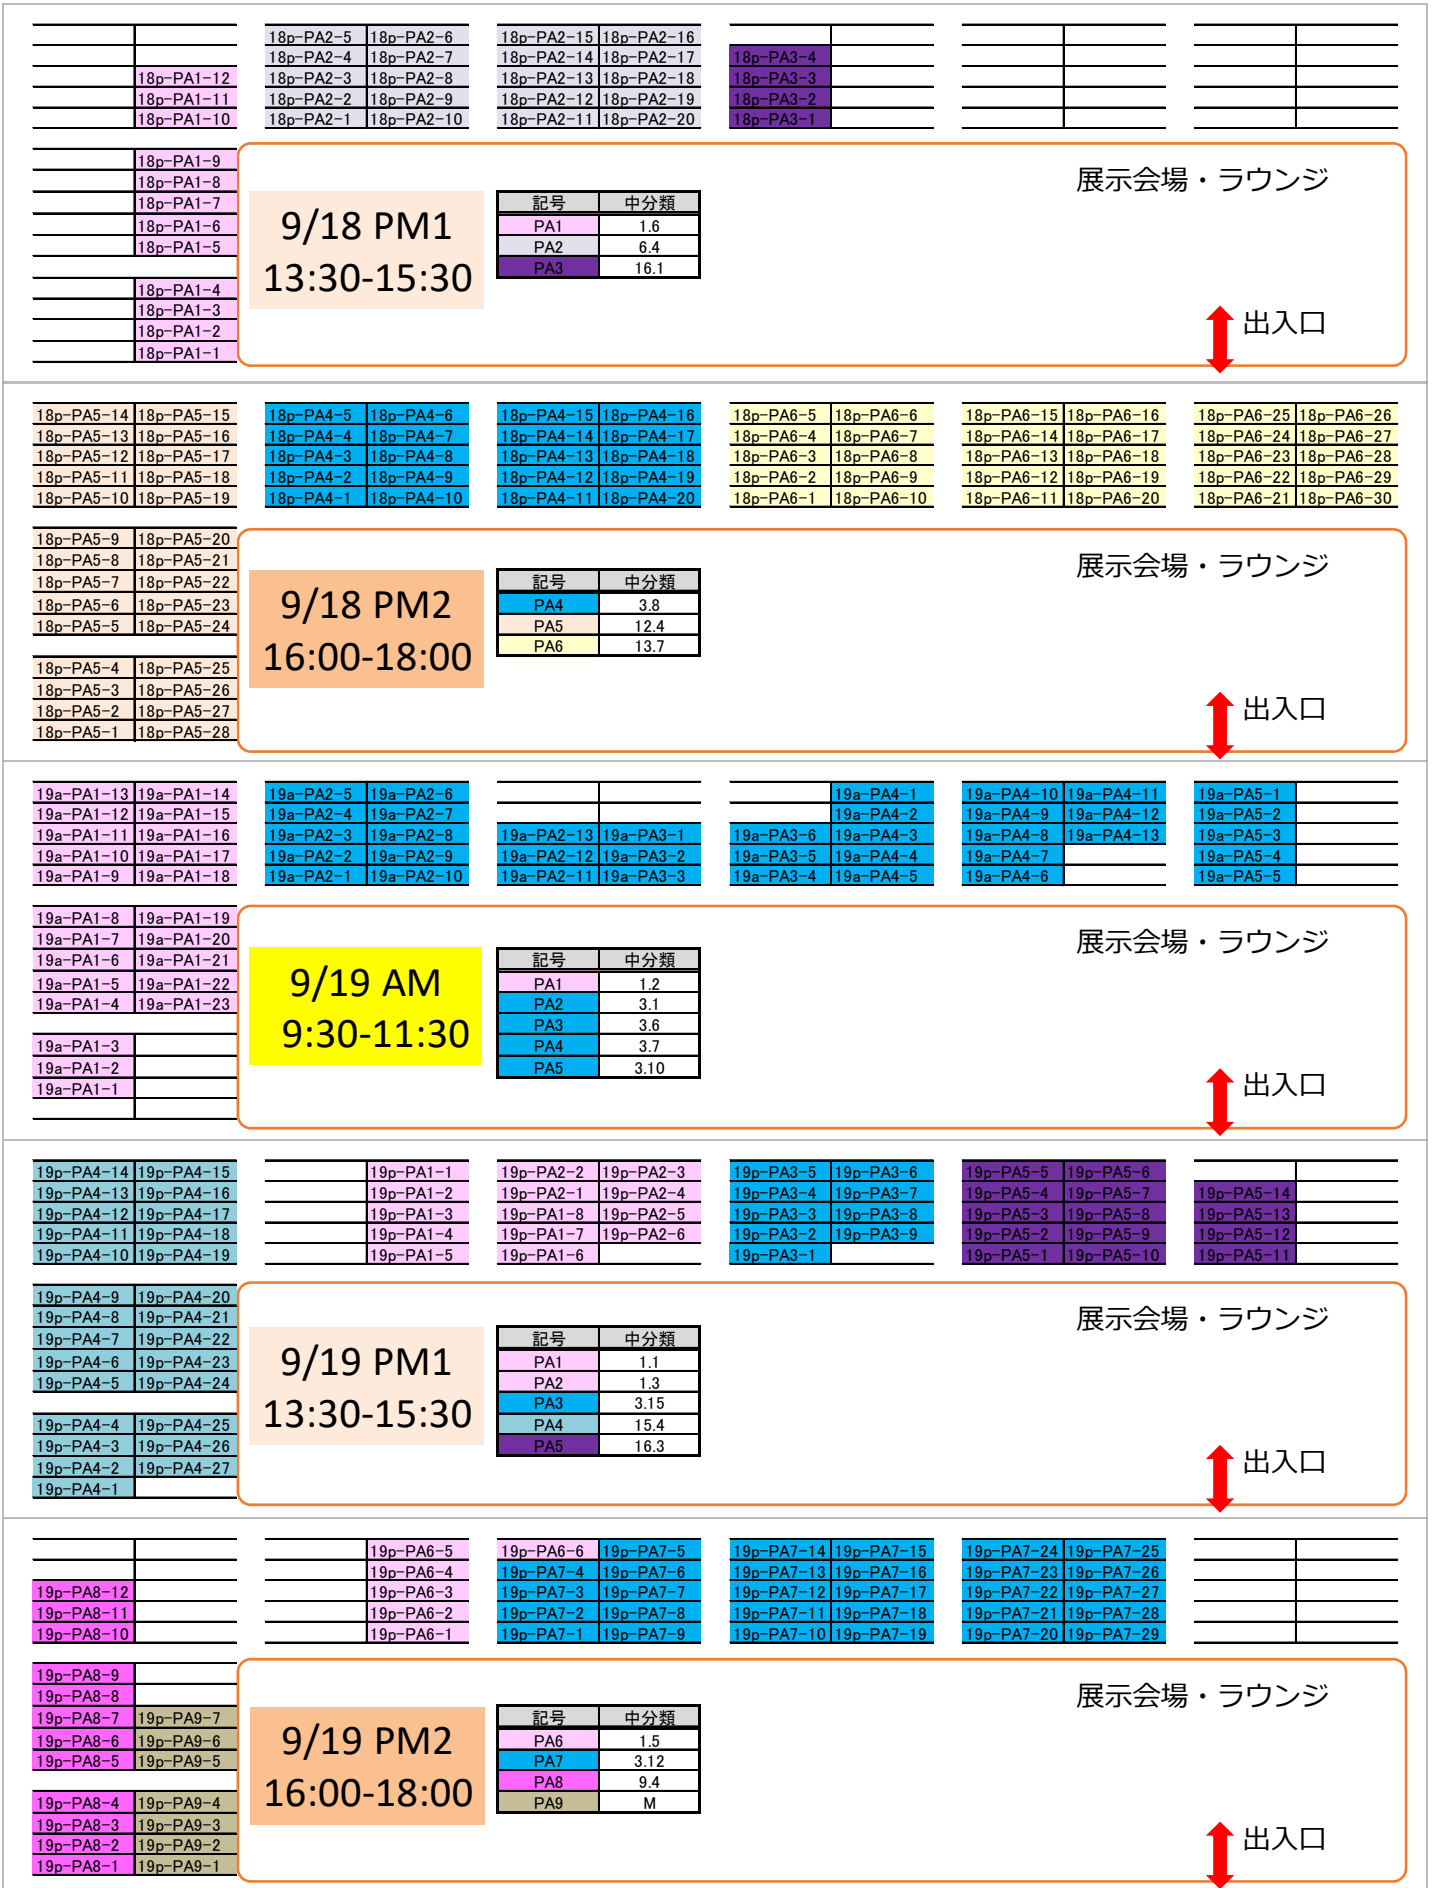 18p-PA2-5 18p-PA2-6 18p-PA2-15 18p-PA2-16
18p-PA2-4 18p-PA2-7 18p-PA2-14 18p-PA2-17 18p-PA3-4
18p-PA1-12 18p-PA2-3 18p-PA2-8 18p-PA2-13 18p-PA2-18 18p-PA3-3
18p-PA1-11 18p-PA2-2 18p-PA2-9 18p-PA2-12 18p-PA2-19 18p-PA3-2
18p-PA1-10 18p-PA2-1 18p-PA2-10 18p-PA2-11 18p-PA2-20 18p-PA3-1
18p-PA1-9
18p-PA1-8
18p-PA1-7
18p-PA1-6
18p-PA1-5
18p-PA1-4
18p-PA1-3
18p-PA1-2
18p-PA1-1
9/18 PM1
13:30-15:30
記号 中分類
PA1 1.6
PA2 6.4
PA3 16.1
展示会場・ラウンジ
出入口
18p-PA5-14 18p-PA5-15 18p-PA4-5 18p-PA4-6 18p-PA4-15 18p-PA4-16 18p-PA6-5 18p-PA6-6 18p-PA6-15 18p-PA6-16 18p-PA6-25 18p-PA6-26
18p-PA5-13 18p-PA5-16 18p-PA4-4 18p-PA4-7 18p-PA4-14 18p-PA4-17 18p-PA6-4 18p-PA6-7 18p-PA6-14 18p-PA6-17 18p-PA6-24 18p-PA6-27
18p-PA5-12 18p-PA5-17 18p-PA4-3 18p-PA4-8 18p-PA4-13 18p-PA4-18 18p-PA6-3 18p-PA6-8 18p-PA6-13 18p-PA6-18 18p-PA6-23 18p-PA6-28
18p-PA5-11 18p-PA5-18 18p-PA4-2 18p-PA4-9 18p-PA4-12 18p-PA4-19 18p-PA6-2 18p-PA6-9 18p-PA6-12 18p-PA6-19 18p-PA6-22 18p-PA6-29
18p-PA5-10 18p-PA5-19 18p-PA4-1 18p-PA4-10 18p-PA4-11 18p-PA4-20 18p-PA6-1 18p-PA6-10 18p-PA6-11 18p-PA6-20 18p-PA6-21 18p-PA6-30
18p-PA5-9 18p-PA5-20
18p-PA5-8 18p-PA5-21
18p-PA5-7 18p-PA5-22
18p-PA5-6 18p-PA5-23
18p-PA5-5 18p-PA5-24
18p-PA5-4 18p-PA5-25
18p-PA5-3 18p-PA5-26
18p-PA5-2 18p-PA5-27
18p-PA5-1 18p-PA5-28
9/18 PM2
16:00-18:00
記号 中分類
PA4 3.8
PA5 12.4
PA6 13.7
展示会場・ラウンジ
出入口
19a-PA1-13 19a-PA1-14 19a-PA2-5 19a-PA2-6 19a-PA4-1 19a-PA4-10 19a-PA4-11 19a-PA5-1
19a-PA1-12 19a-PA1-15 19a-PA2-4 19a-PA2-7 19a-PA4-2 19a-PA4-9 19a-PA4-12 19a-PA5-2
19a-PA1-11 19a-PA1-16 19a-PA2-3 19a-PA2-8 19a-PA2-13 19a-PA3-1 19a-PA3-6 19a-PA4-3 19a-PA4-8 19a-PA4-13 19a-PA5-3
19a-PA1-10 19a-PA1-17 19a-PA2-2 19a-PA2-9 19a-PA2-12 19a-PA3-2 19a-PA3-5 19a-PA4-4 19a-PA4-7 19a-PA5-4
19a-PA1-9 19a-PA1-18 19a-PA2-1 19a-PA2-10 19a-PA2-11 19a-PA3-3 19a-PA3-4 19a-PA4-5 19a-PA4-6 19a-PA5-5
19a-PA1-8 19a-PA1-19
19a-PA1-7 19a-PA1-20
19a-PA1-6 19a-PA1-21
19a-PA1-5 19a-PA1-22
19a-PA1-4 19a-PA1-23
19a-PA1-3
19a-PA1-2
19a-PA1-1
9/19 AM
9:30-11:30
記号 中分類
PA1 1.2
PA2 3.1
PA3 3.6
PA4 3.7
PA5 3.10
展示会場・ラウンジ
出入口
19p-PA4-14 19p-PA4-15 19p-PA1-1 19p-PA2-2 19p-PA2-3 19p-PA3-5 19p-PA3-6 19p-PA5-5 19p-PA5-6
19p-PA4-13 19p-PA4-16 19p-PA1-2 19p-PA2-1 19p-PA2-4 19p-PA3-4 19p-PA3-7 19p-PA5-4 19p-PA5-7 19p-PA5-14
19p-PA4-12 19p-PA4-17 19p-PA1-3 19p-PA1-8 19p-PA2-5 19p-PA3-3 19p-PA3-8 19p-PA5-3 19p-PA5-8 19p-PA5-13
19p-PA4-11 19p-PA4-18 19p-PA1-4 19p-PA1-7 19p-PA2-6 19p-PA3-2 19p-PA3-9 19p-PA5-2 19p-PA5-9 19p-PA5-12
19p-PA4-10 19p-PA4-19 19p-PA1-5 19p-PA1-6 19p-PA3-1 19p-PA5-1 19p-PA5-10 19p-PA5-11
19p-PA4-9 19p-PA4-20
19p-PA4-8 19p-PA4-21
19p-PA4-7 19p-PA4-22
19p-PA4-6 19p-PA4-23
19p-PA4-5 19p-PA4-24
19p-PA4-4 19p-PA4-25
19p-PA4-3 19p-PA4-26
19p-PA4-2 19p-PA4-27
19p-PA4-1
9/19 PM1
13:30-15:30
記号 中分類
PA1 1.1
PA2 1.3
PA3 3.15
PA4 15.4
PA5 16.3
展示会場・ラウンジ
出入口
19p-PA6-5 19p-PA6-6 19p-PA7-5 19p-PA7-14 19p-PA7-15 19p-PA7-24 19p-PA7-25
19p-PA6-4 19p-PA7-4 19p-PA7-6 19p-PA7-13 19p-PA7-16 19p-PA7-23 19p-PA7-26
19p-PA8-12 19p-PA6-3 19p-PA7-3 19p-PA7-7 19p-PA7-12 19p-PA7-17 19p-PA7-22 19p-PA7-27
19p-PA8-11 19p-PA6-2 19p-PA7-2 19p-PA7-8 19p-PA7-11 19p-PA7-18 19p-PA7-21 19p-PA7-28
19p-PA8-10 19p-PA6-1 19p-PA7-1 19p-PA7-9 19p-PA7-10 19p-PA7-19 19p-PA7-20 19p-PA7-29
19p-PA8-9
19p-PA8-8
19p-PA8-7 19p-PA9-7
19p-PA8-6 19p-PA9-6
19p-PA8-5 19p-PA9-5
19p-PA8-4 19p-PA9-4
19p-PA8-3 19p-PA9-3
19p-PA8-2 19p-PA9-2
19p-PA8-1 19p-PA9-1
9/19 PM2
16:00-18:00
記号 中分類
PA6 1.5
PA7 3.12
PA8 9.4
PA9 M
展示会場・ラウンジ
出入口